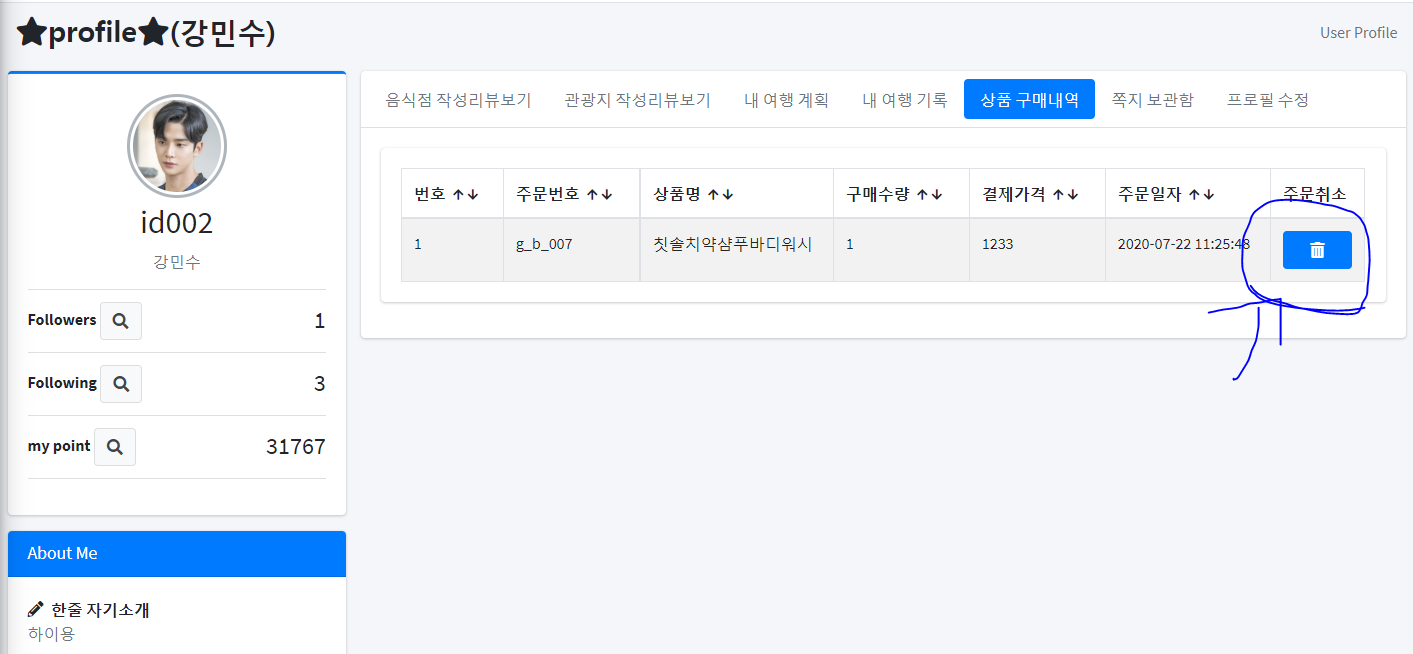 ★profile★(강민수)
User Profile
id002
강민수
Followers 1
Following 3
my point 31767
About Me
한줄 자기소개
하이용
음식점 작성리뷰보기 관광지 작성리뷰보기 내 여행 계획 내 여행 기록 상품 구매내역 쪽지 보관함 프로필 수정
번호 ↑↓ 주문번호 ↑↓ 상품명 ↑↓ 구매수량 ↑↓ 결제가격 ↑↓ 주문일자 ↑↓ 주문취소
1 g_b_007 칫솔치약샴푸바디워시 1 1233 2020-07-22 11:25:48